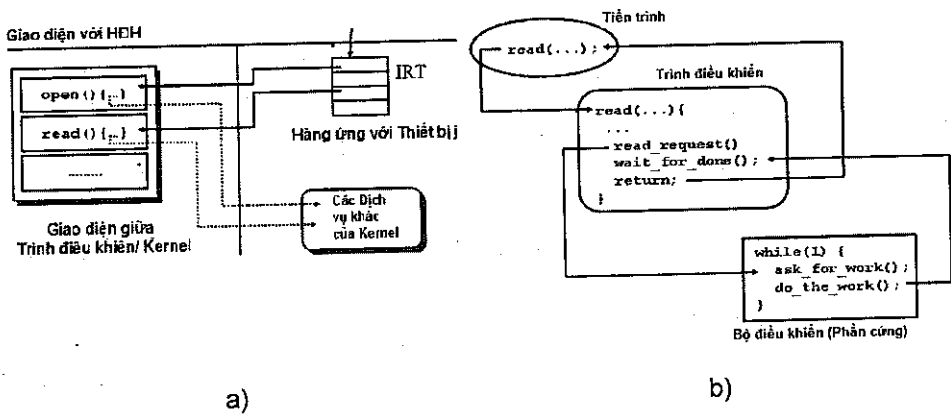 Giao diện với HĐH
open(){…}
read(){…}
........
Giao diện giữa
Trình điều khiển/ Kernel
IRT
Hàng ứng với Thiết bị j
Các Dịch
vụ khác
của Kernel
a)
Tiến trình
read(...);
Trình điều khiển
read(...){
...
read_request()
wait_for_done();
return;
}
while(1) {
ask_for_work();
do_the_work();
}
Bộ điều khiển (Phần cứng)
b)